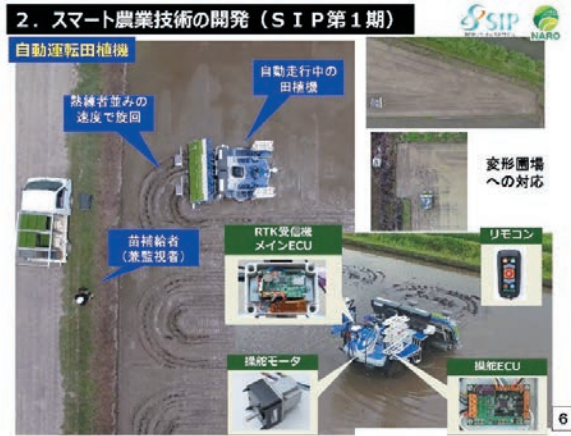 2．スマート農業技術の開発（ＳＩＰ第１期）
SIP
NARO
自動運転田植機
熟練者並みの
速度で旋回
自動走行中の
田植機
変形圃場
への対応
苗補給者
（兼監視者）
RTK受信機
メインECU
リモコン
操舵モータ
操舵ECU
6